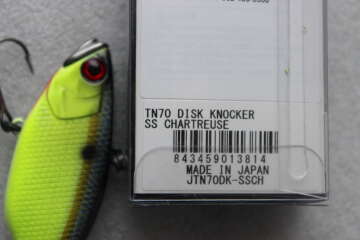 TN70 DISK KNOCKER
SS CHARTREUSE
843459013814
MADE IN JAPAN
JTN70DK-SSCH